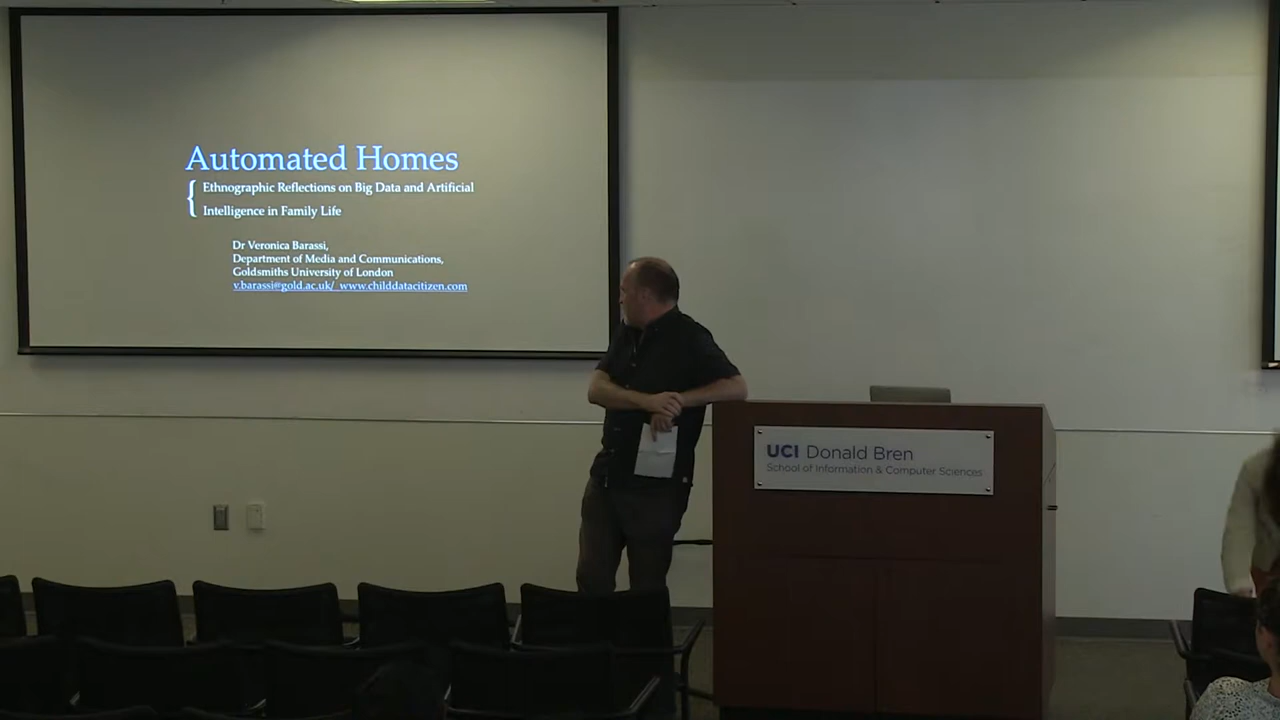 Automated Homes
{ Ethnographic Reflections on Big Data and Artificial
Intelligence in Family Life
Dr Veronica Barassi,
Department of Media and Communications,
Goldsmiths University of London
v.barassi@gold.ac.uk/ www.childdatacitizen.com
UCI Donald Bren
School of Information & Computer Sciences